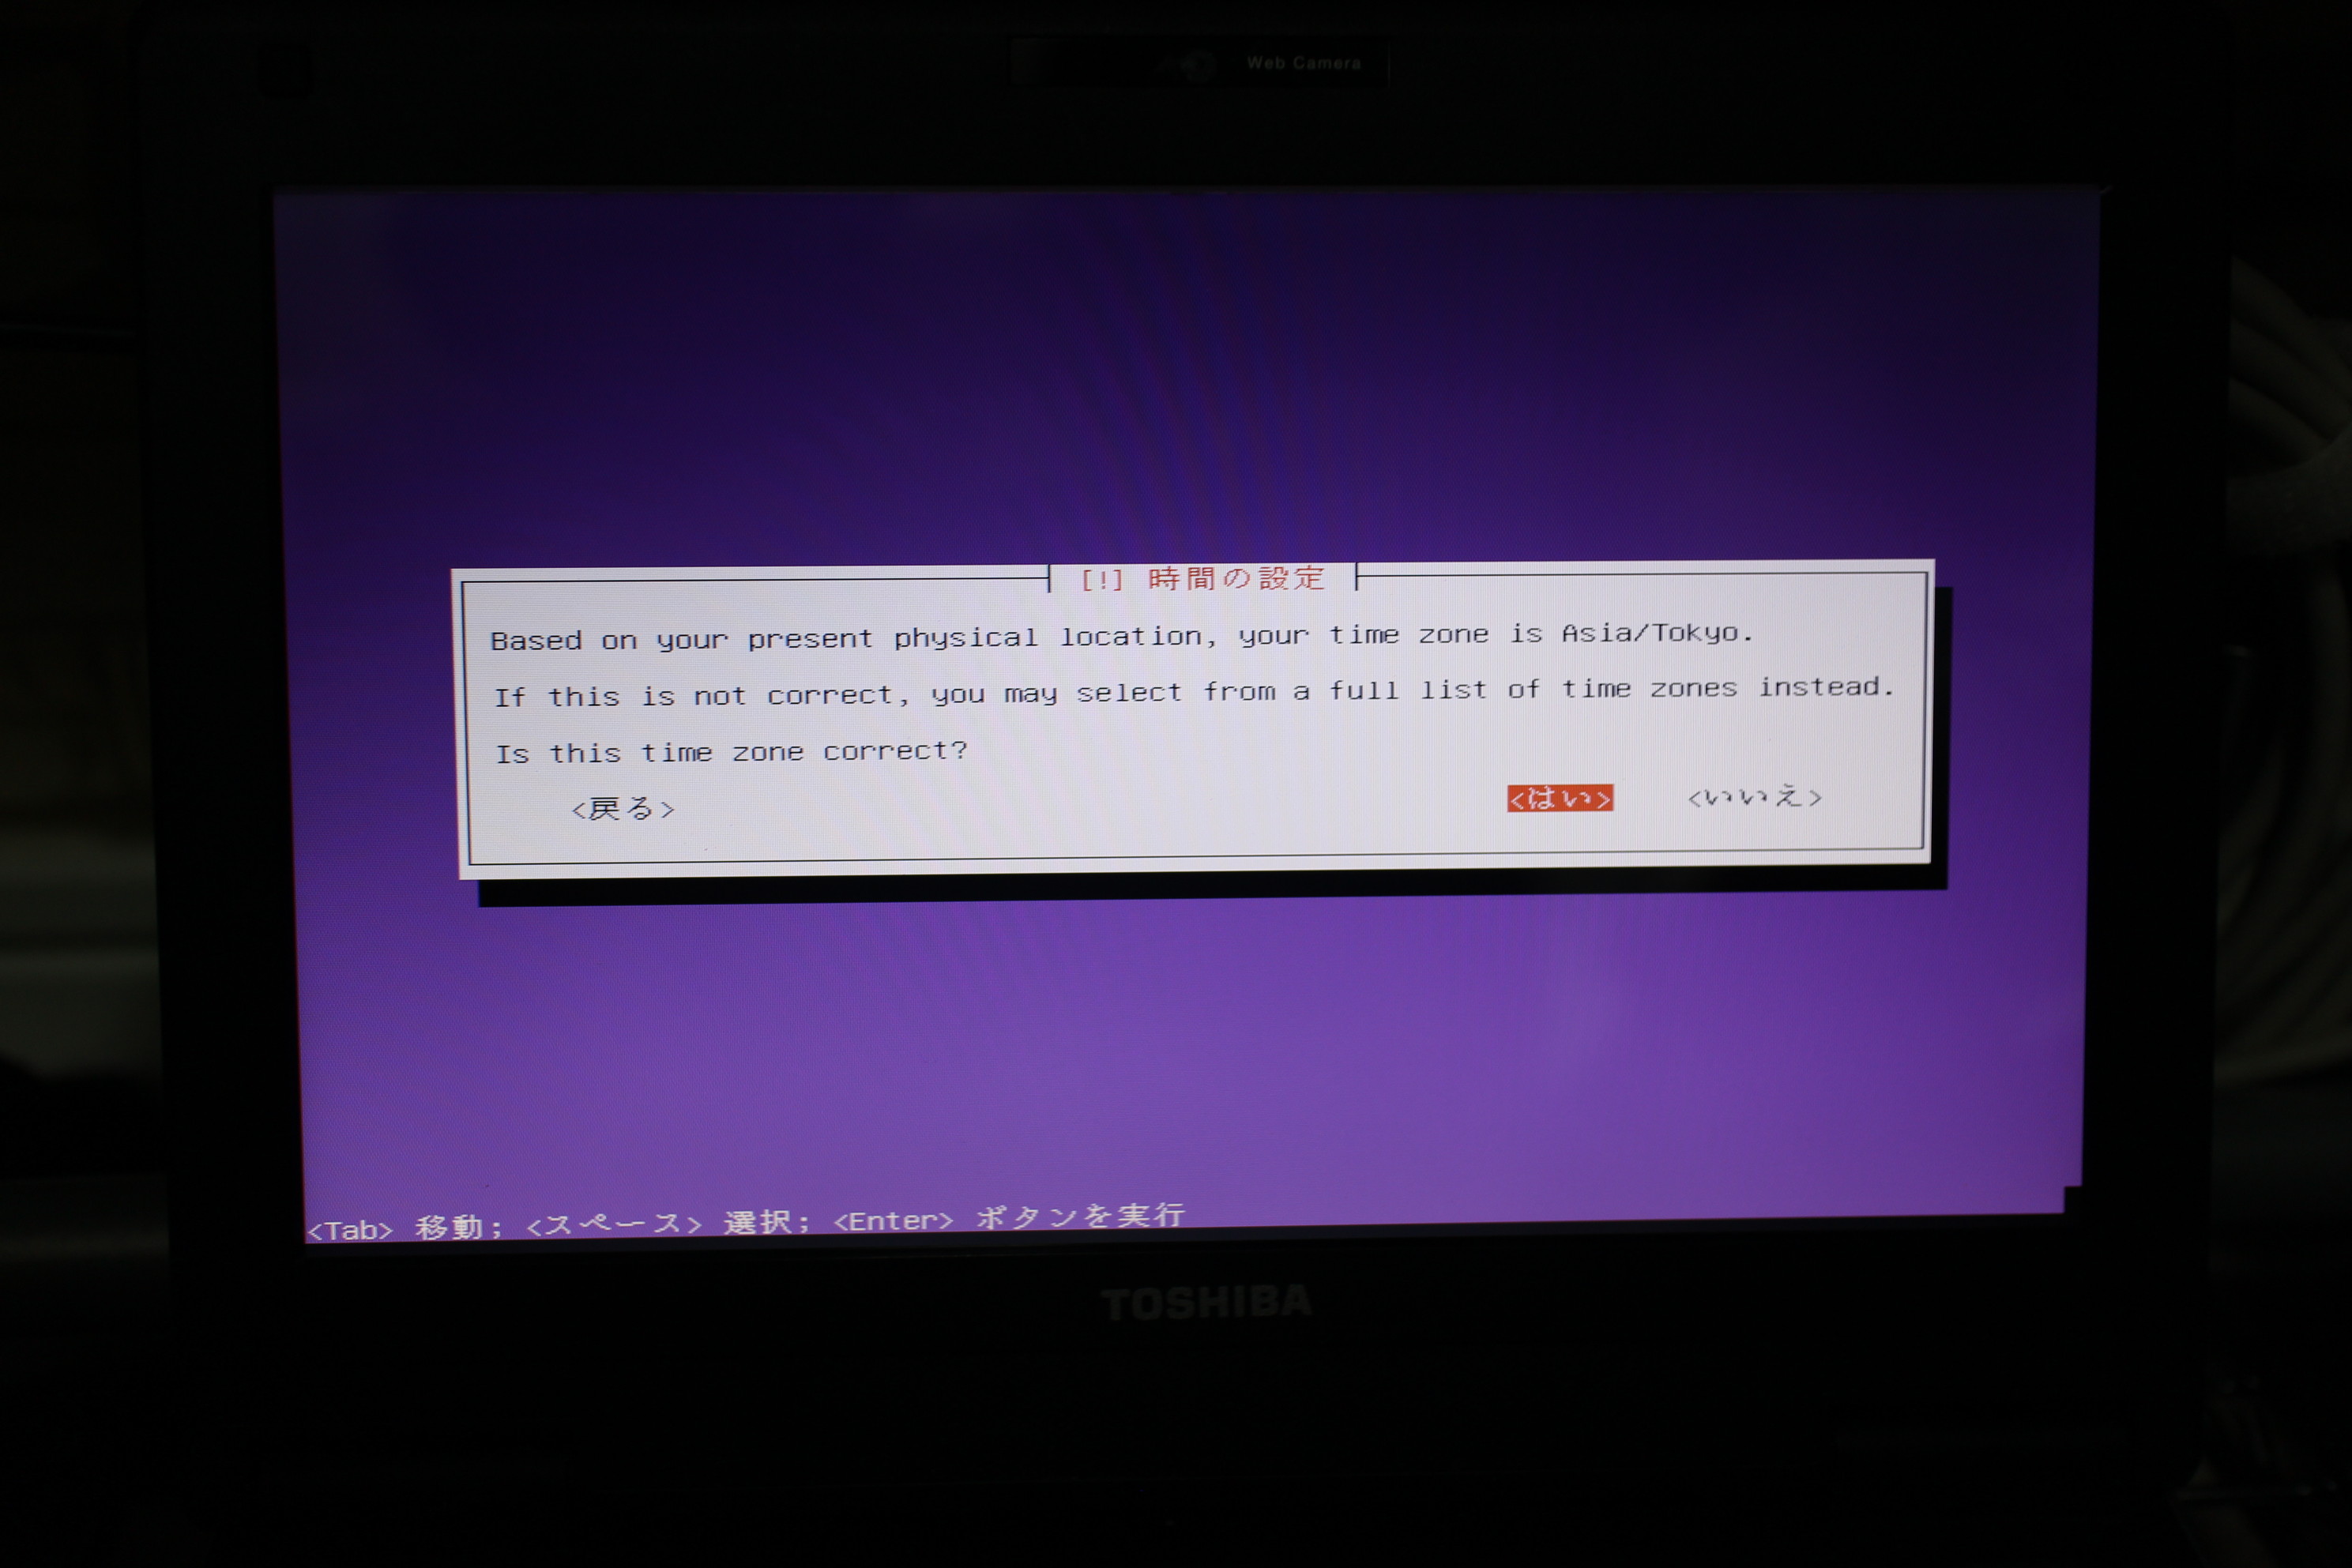 Web Camera
[!] 時間の設定
Based on your present physical location, your time zone is Asia/Tokyo.
If this is not correct, you may select from a full list of time zones instead.
Is this time zone correct?
<戻る> <はい> <いいえ>
<Tab> 移動; <スペース> 選択; <Enter> ボタンを実行
TOSHIBA